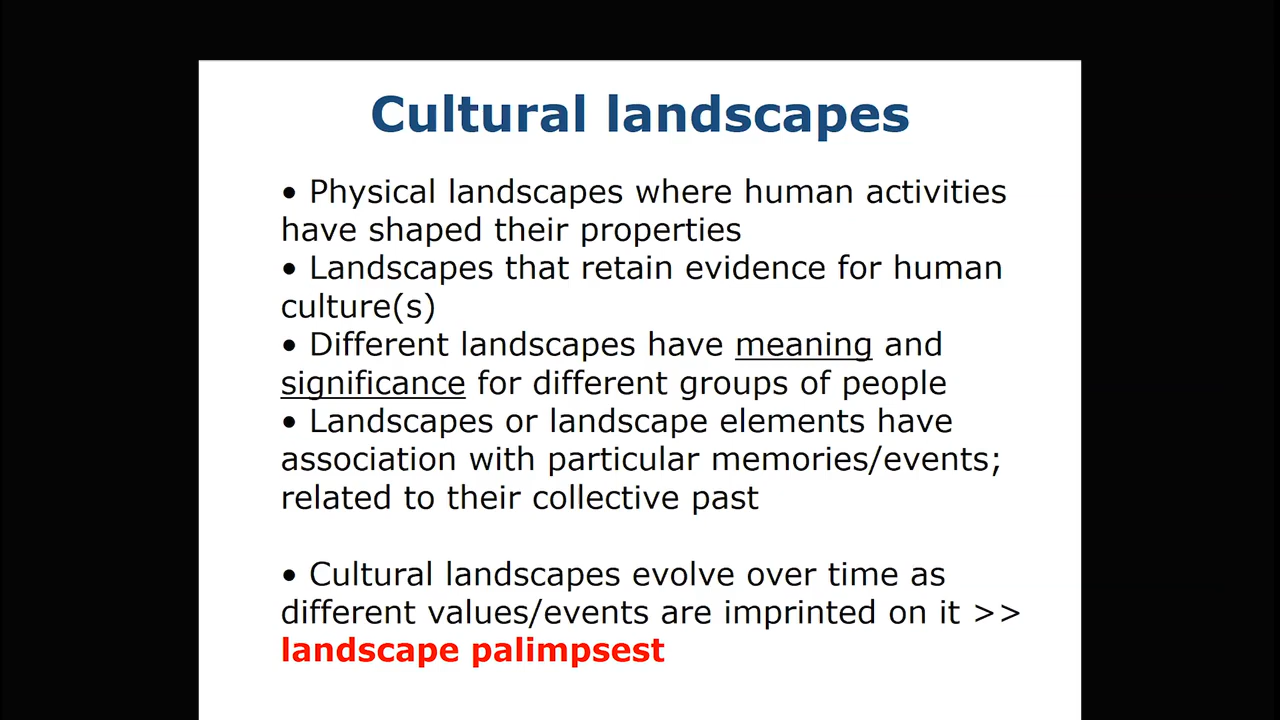 Cultural landscapes
• Physical landscapes where human activities
have shaped their properties
• Landscapes that retain evidence for human
culture(s)
• Different landscapes have meaning and
significance for different groups of people
• Landscapes or landscape elements have
association with particular memories/events;
related to their collective past
• Cultural landscapes evolve over time as
different values/events are imprinted on it >>
landscape palimpsest